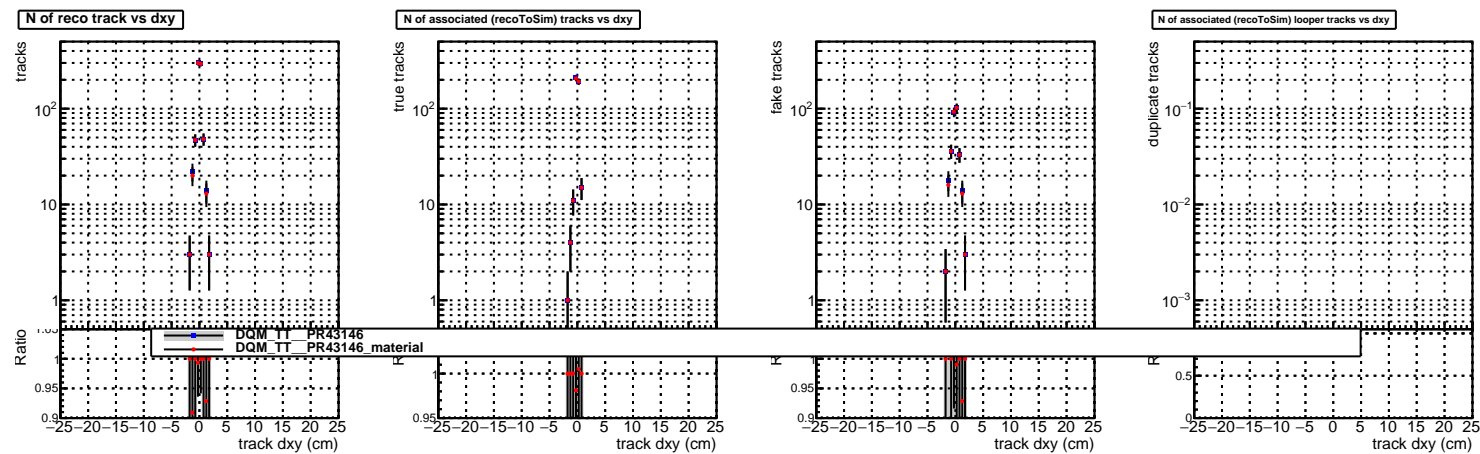 N of reco track vs dxy
tracks
10²
10
1
Ratio
1
0.95
0.9
−25 −20 −15 −10 −5 0 5 10 15 20 25
track dxy (cm)
N of associated (recoToSim) tracks vs dxy
true tracks
10²
10
1
1
0.95
−25 −20 −15 −10 −5 0 5 10 15 20 25
track dxy (cm)
fake tracks
10²
10
1
1
0.95
0.9
−25 −20 −15 −10 −5 0 5 10 15 20 25
track dxy (cm)
N of associated (recoToSim) looper tracks vs dxy
duplicate tracks
10⁻¹
10⁻²
10⁻³
0.5
0
−25 −20 −15 −10 −5 0 5 10 15 20 25
track dxy (cm)
DQM_TT__PR43146
DQM_TT__PR43146_material